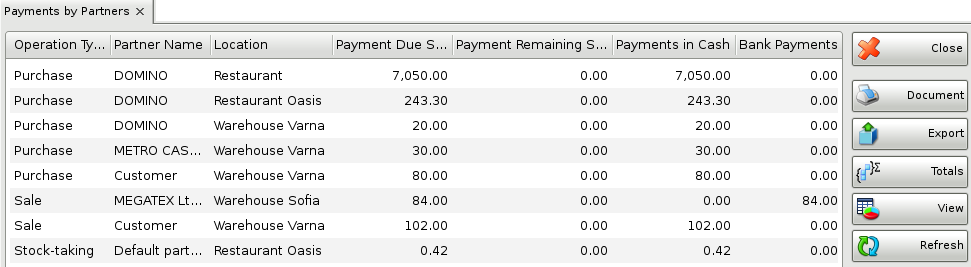 Payments by Partners ×
Operation Ty... Partner Name Location Payment Due S... Payment Remaining S... Payments in Cash Bank Payments
Purchase DOMINO Restaurant 7,050.00 0.00 7,050.00 0.00
Purchase DOMINO Restaurant Oasis 243.30 0.00 243.30 0.00
Purchase DOMINO Warehouse Varna 20.00 0.00 20.00 0.00
Purchase METRO CAS... Warehouse Varna 30.00 0.00 30.00 0.00
Purchase Customer Warehouse Varna 80.00 0.00 80.00 0.00
Sale MEGATEX Lt... Warehouse Sofia 84.00 0.00 0.00 84.00
Sale Customer Warehouse Varna 102.00 0.00 102.00 0.00
Stock-taking Default part... Restaurant Oasis 0.42 0.00 0.42 0.00
Close
Document
Export
Totals
View
Refresh